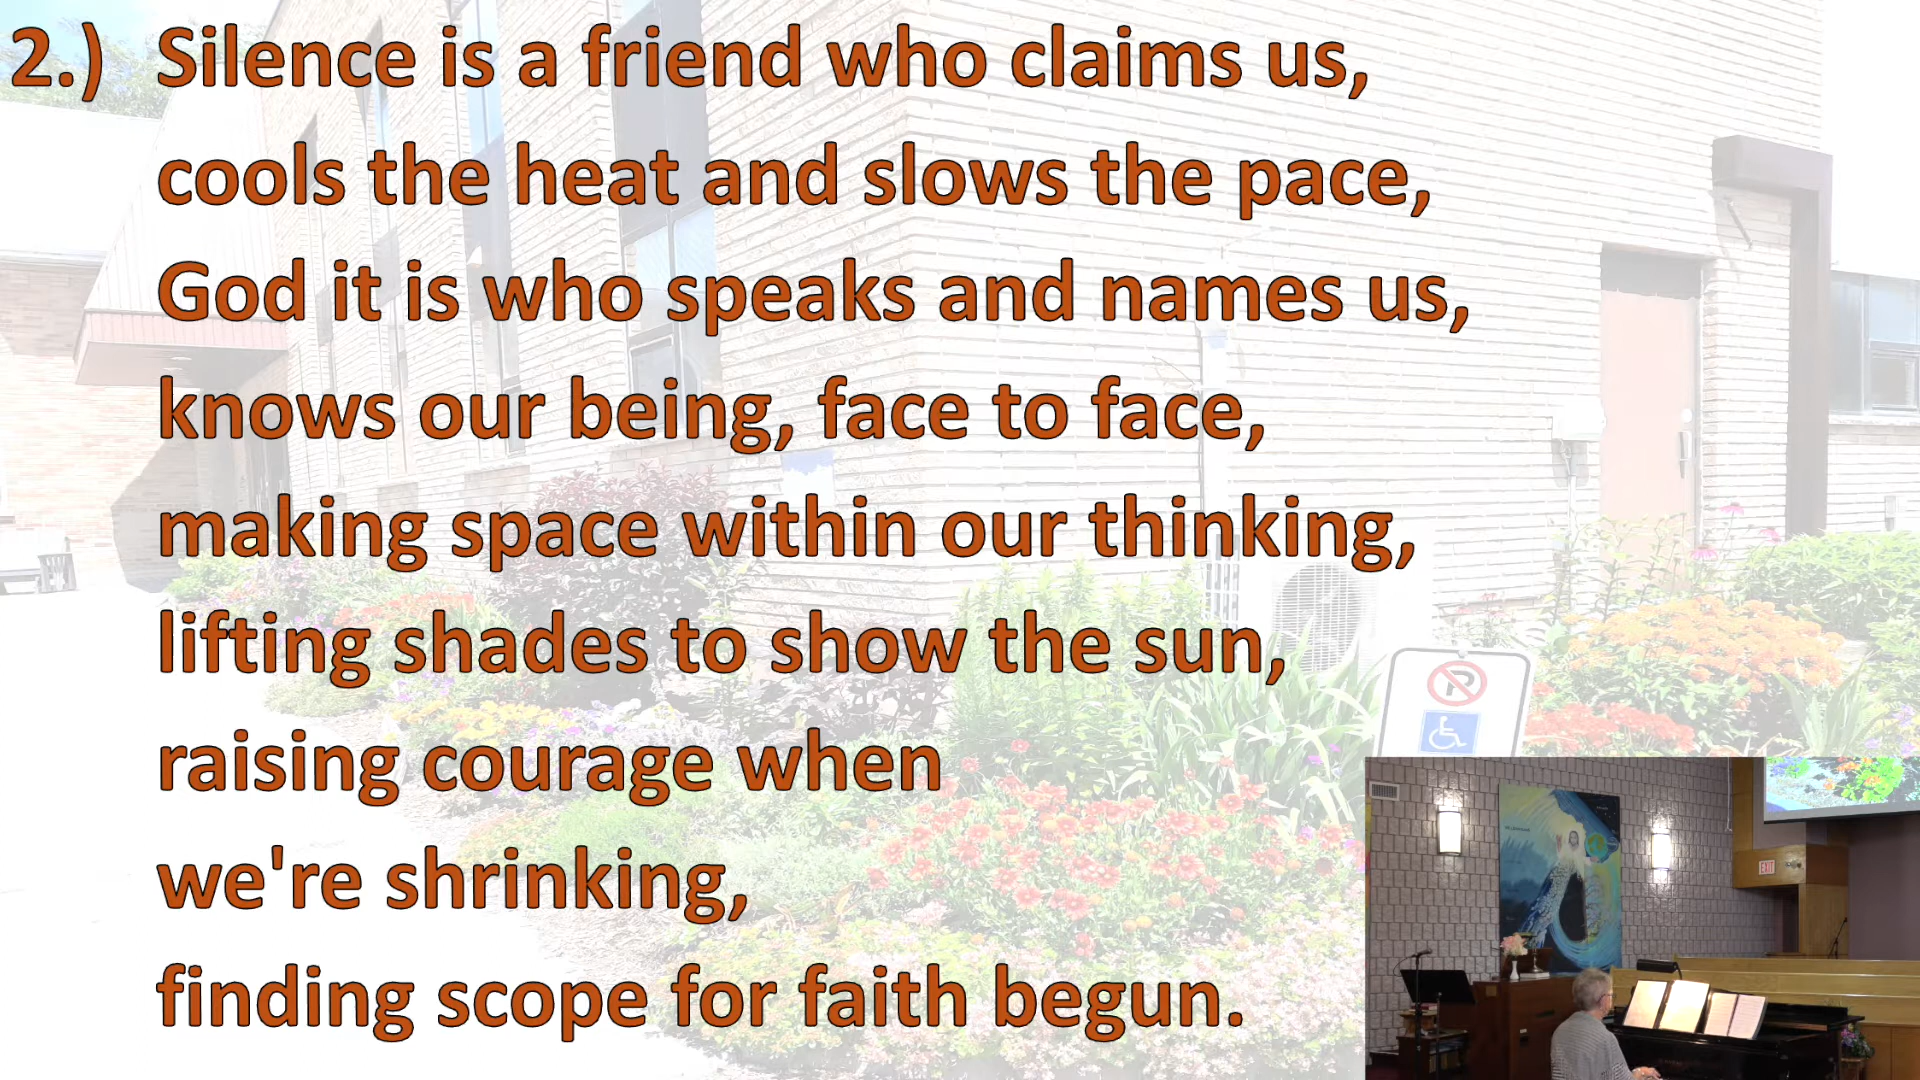 2.) Silence is a friend who claims us,
cools the heat and slows the pace,
God it is who speaks and names us,
knows our being, face to face,
making space within our thinking,
lifting shades to show the sun,
raising courage when
we're shrinking,
finding scope for faith begun.
P
EXIT